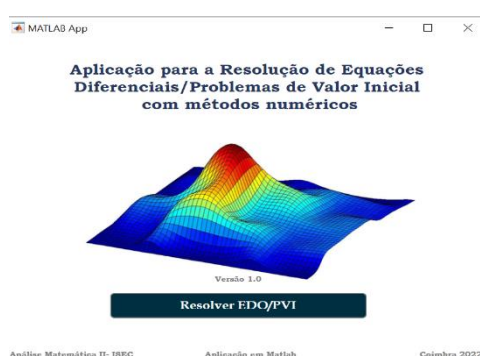 MATLAB App
Aplicação para a Resolução de Equações
Diferenciais/Problemas de Valor Inicial
com métodos numéricos
Versão 1.0
Resolver EDO/PVI
Análise Matemática II- ISEC Aplicação em Matlab Coimbra 2022